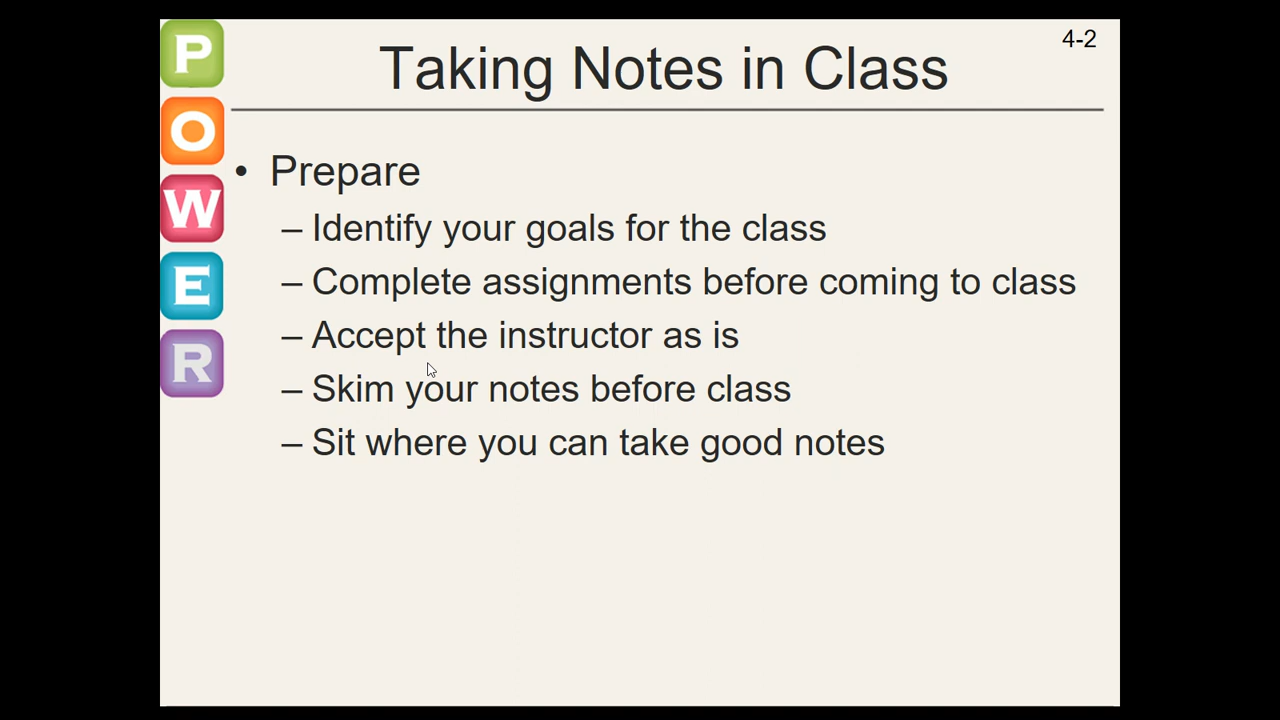 4-2
Taking Notes in Class
P
O
W
E
R
• Prepare
– Identify your goals for the class
– Complete assignments before coming to class
– Accept the instructor as is
– Skim your notes before class
– Sit where you can take good notes